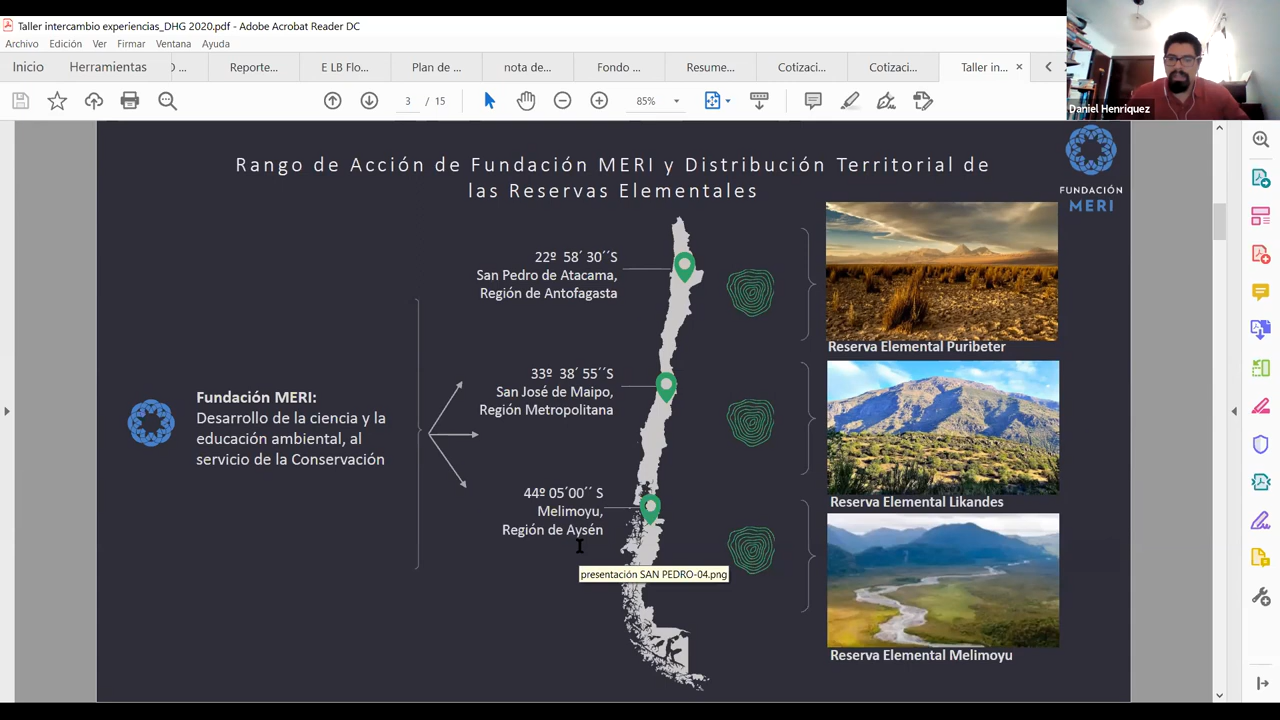 Taller intercambio experiencias_DHG 2020.pdf - Adobe Acrobat Reader DC
Archivo Edición Ver Firmar Ventana Ayuda
Inicio Herramientas ... Reporte... E LB Flo... Plan de ... nota de... Fondo ... Resume... Cotizaci... Cotizaci... Taller in... ×
3 / 15 85%
Daniel Henriquez
Rango de Acción de Fundación MERI y Distribución Territorial de
las Reservas Elementales
FUNDACIÓN
MERI
22º 58´ 30´´S
San Pedro de Atacama,
Región de Antofagasta
Reserva Elemental Puribeter
33º 38´ 55´´S
San José de Maipo,
Región Metropolitana
Fundación MERI:
Desarrollo de la ciencia y la
educación ambiental, al
servicio de la Conservación
Reserva Elemental Likandes
44º 05´00´´ S
Melimoyu,
Región de Aysén
presentación SAN PEDRO-04.png
Reserva Elemental Melimoyu